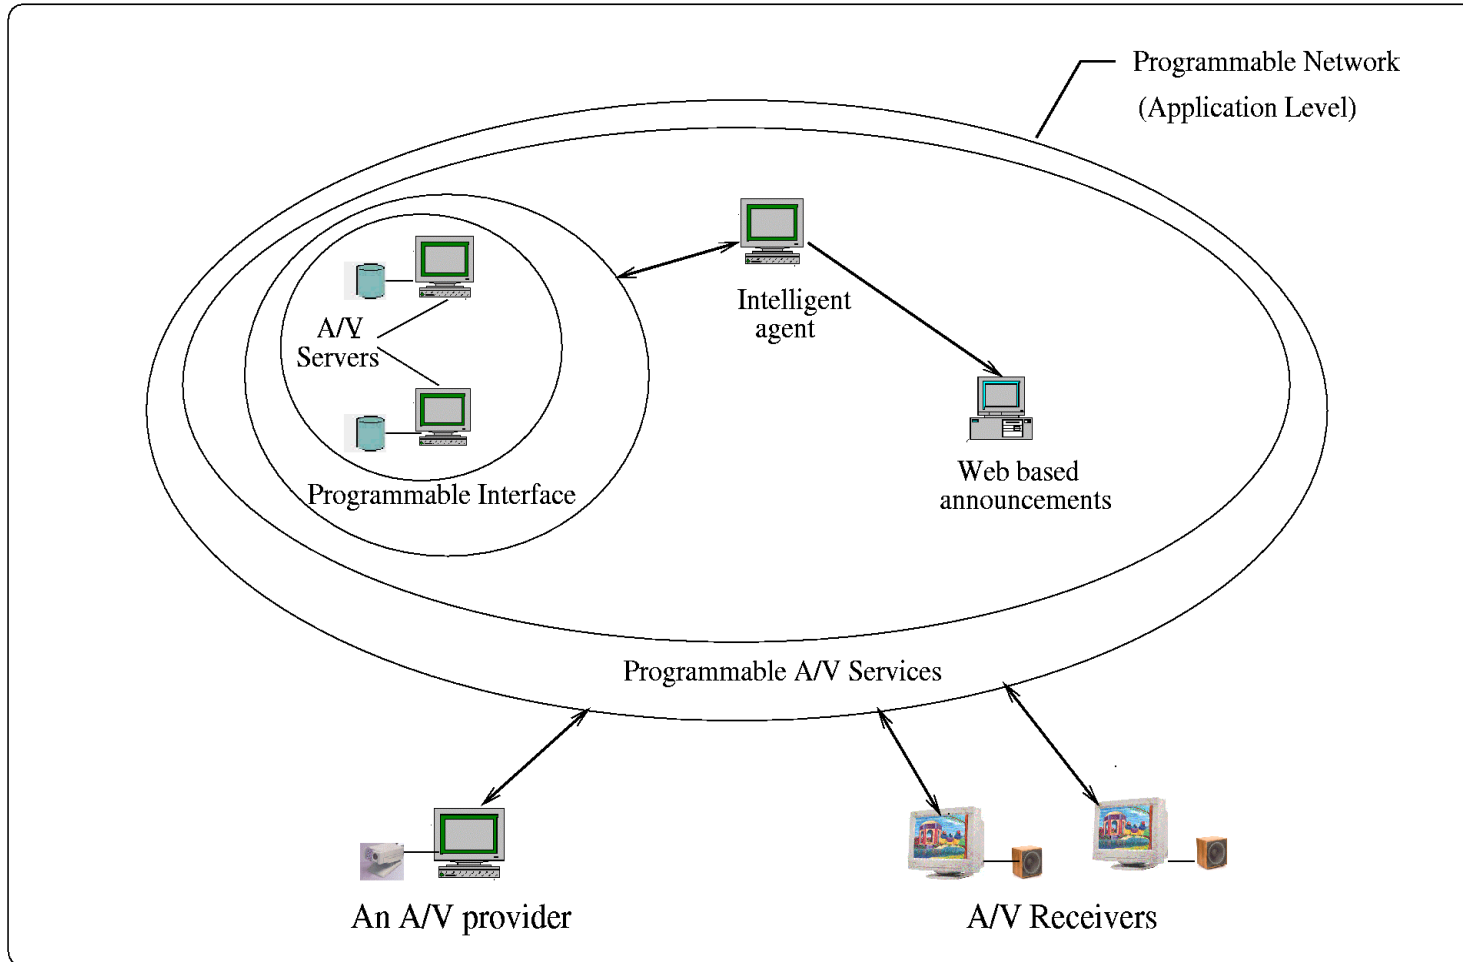 Programmable Network
(Application Level)
Intelligent
agent
A/V
Servers
Programmable Interface
Web based
announcements
Programmable A/V Services
An A/V provider
A/V Receivers